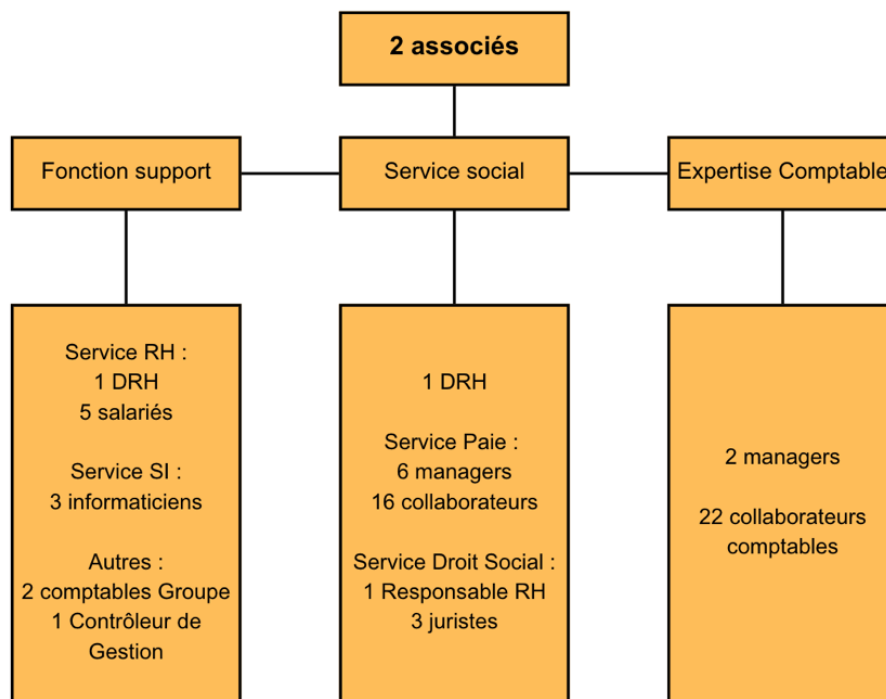 2 associés
Fonction support
Service social
Expertise Comptable
Service RH :
1 DRH
5 salariés
Service SI :
3 informaticiens
Autres :
2 comptables Groupe
1 Contrôleur de
Gestion
1 DRH
Service Paie :
6 managers
16 collaborateurs
Service Droit Social :
1 Responsable RH
3 juristes
2 managers
22 collaborateurs
comptables